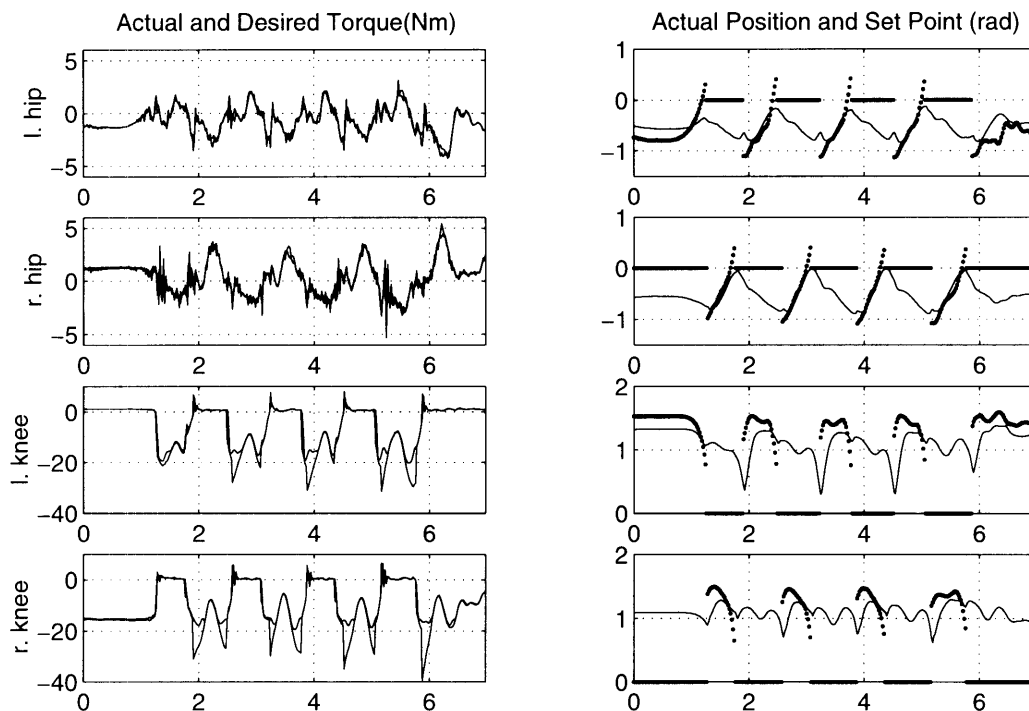 Actual and Desired Torque(Nm)
Actual Position and Set Point (rad)
l. hip
5
0
−5
0 2 4 6
1
0
−1
0 2 4 6
r. hip
5
0
−5
0 2 4 6
1
0
−1
0 2 4 6
l. knee
0
−20
−40
0 2 4 6
2
1
0
0 2 4 6
r. knee
0
−20
−40
0 2 4 6
2
1
0
0 2 4 6